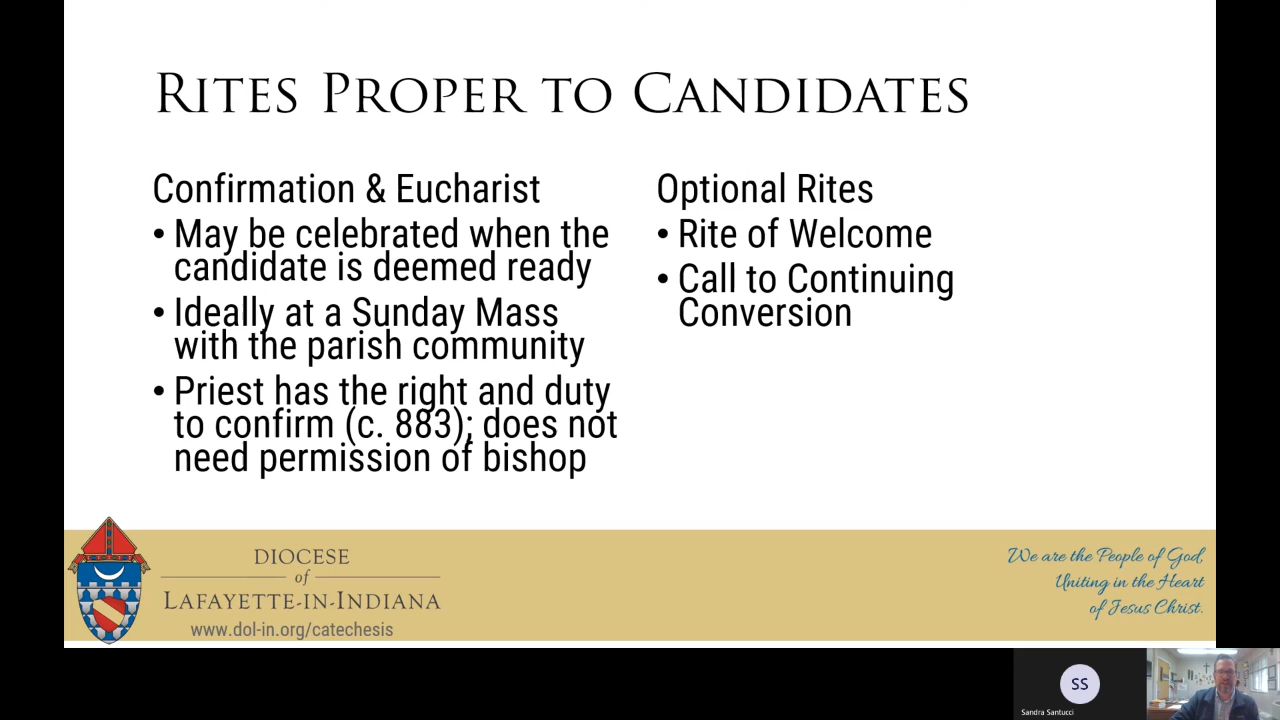 Rites Proper to Candidates
Confirmation & Eucharist
• May be celebrated when the
candidate is deemed ready
• Ideally at a Sunday Mass
with the parish community
• Priest has the right and duty
to confirm (c. 883); does not
need permission of bishop
Optional Rites
• Rite of Welcome
• Call to Continuing
Conversion
DIOCESE
of
LAFAYETTE-IN-INDIANA
www.dol-in.org/catechesis
We are the People of God,
Uniting in the Heart
of Jesus Christ.
SS
Sandra Santucci